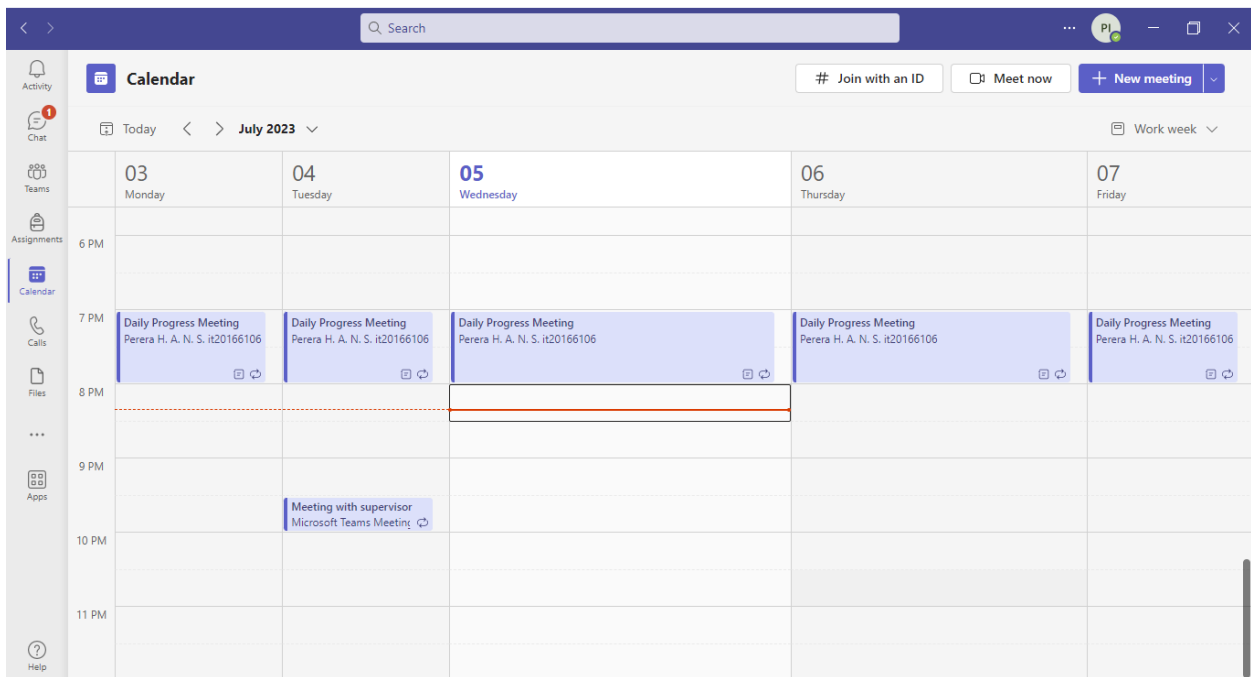 Search
PI
Activity
Calendar
# Join with an ID
Meet now
+ New meeting
1
Chat
Today
July 2023
Work week
Teams
03
Monday
04
Tuesday
05
Wednesday
06
Thursday
07
Friday
Assignments
6 PM
Calendar
7 PM
Daily Progress Meeting
Perera H. A. N. S. it20166106
Daily Progress Meeting
Perera H. A. N. S. it20166106
Daily Progress Meeting
Perera H. A. N. S. it20166106
Daily Progress Meeting
Perera H. A. N. S. it20166106
Daily Progress Meeting
Perera H. A. N. S. it20166106
Calls
Files
8 PM
9 PM
Apps
Meeting with supervisor
Microsoft Teams Meeting
10 PM
11 PM
Help